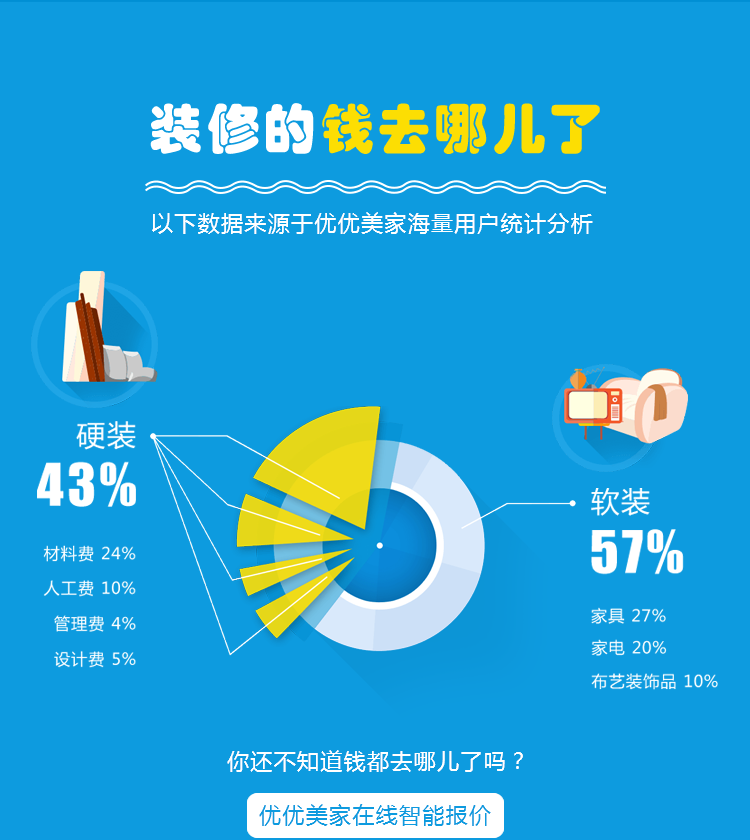 装修的钱去哪儿了
以下数据来源于优优美家海量用户统计分析
硬装
43%
材料费 24%
人工费 10%
管理费 4%
设计费 5%
软装
57%
家具 27%
家电 20%
布艺装饰品 10%
你还不知道钱都去哪儿了吗？
优优美家在线智能报价